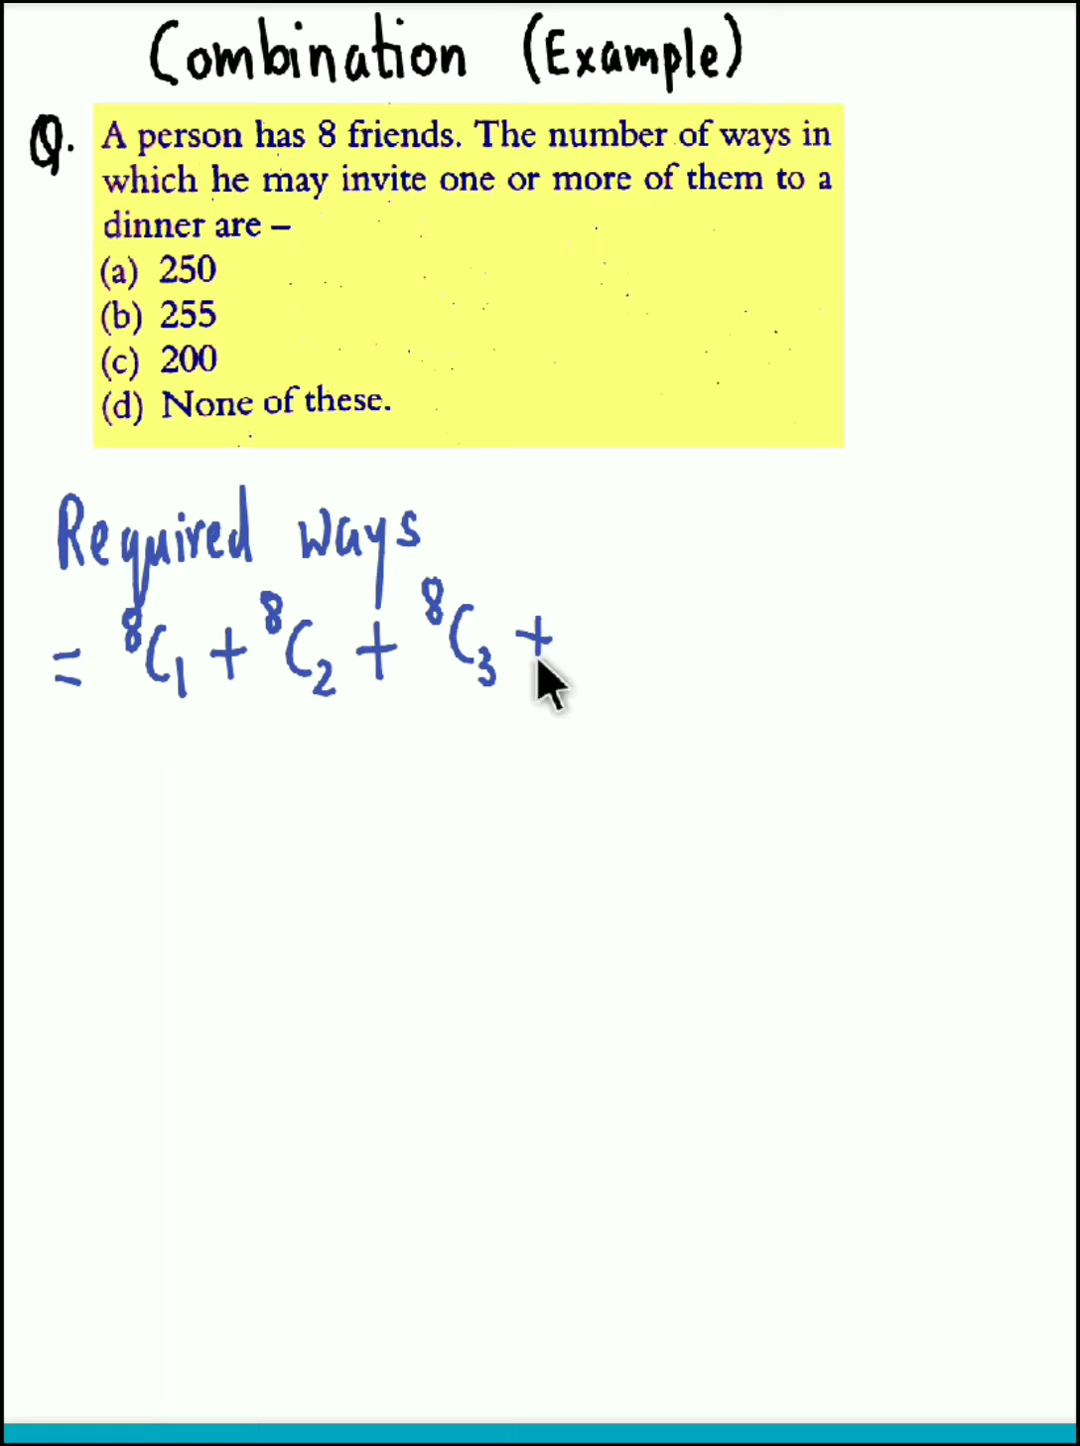 Combination (Example)
Q. A person has 8 friends. The number of ways in
which he may invite one or more of them to a
dinner are –
(a) 250
(b) 255
(c) 200
(d) None of these.
Required ways
= ⁸C₁ + ⁸C₂ + ⁸C₃ +